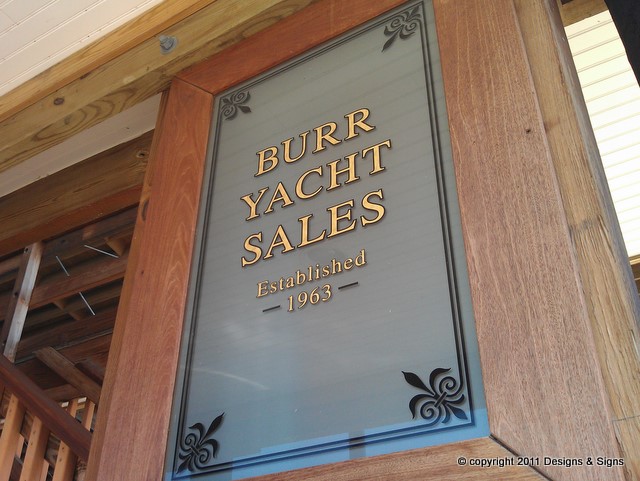 BURR
YACHT
SALES
Established
— 1963 —
© copyright 2011 Designs & Signs